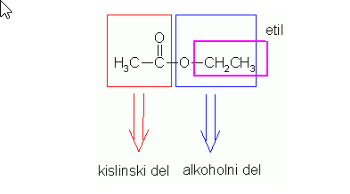 etil
O
H3C–C–O–CH2CH3
kislinski del alkoholni del